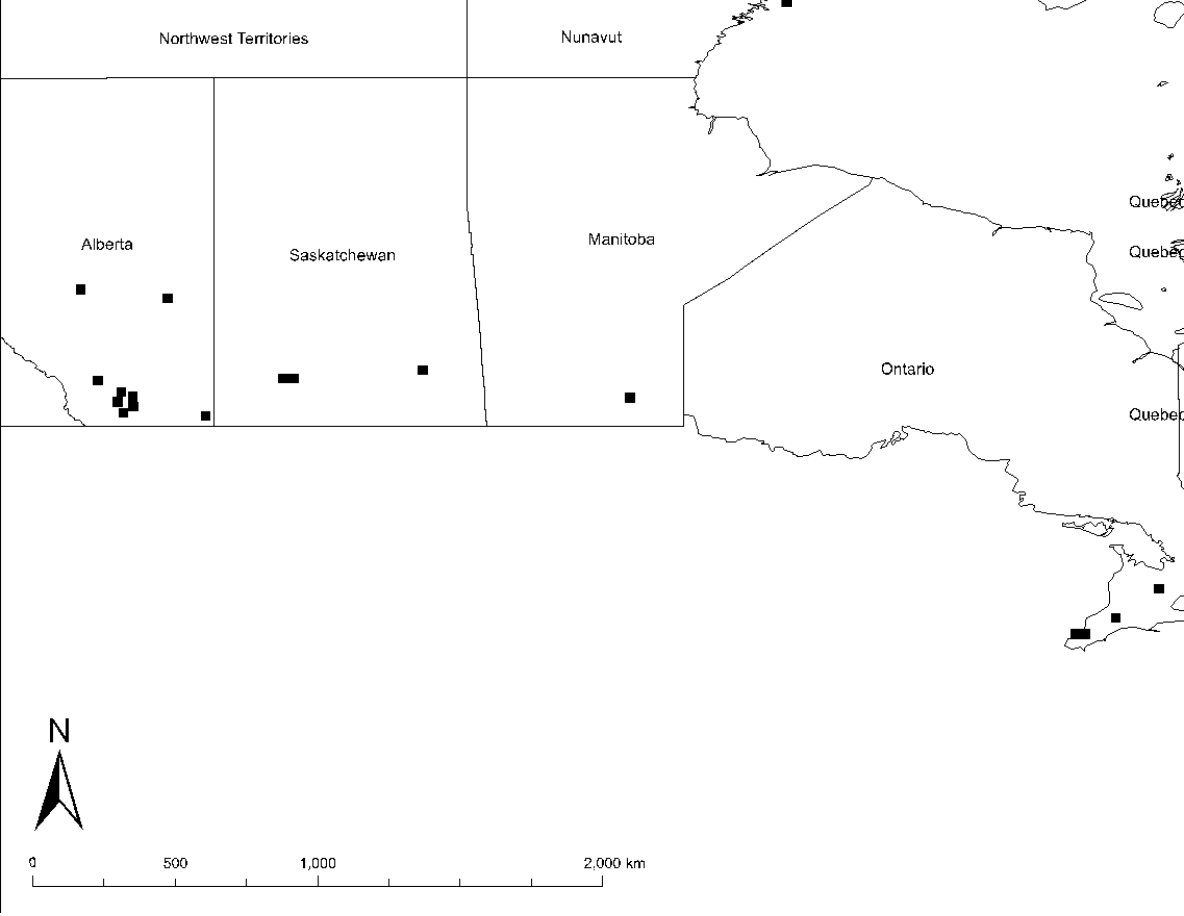 Northwest Territories
Nunavut
Quebec
Alberta
Saskatchewan
Manitoba
Quebec
Ontario
Quebec
N
0 500 1,000 2,000 km